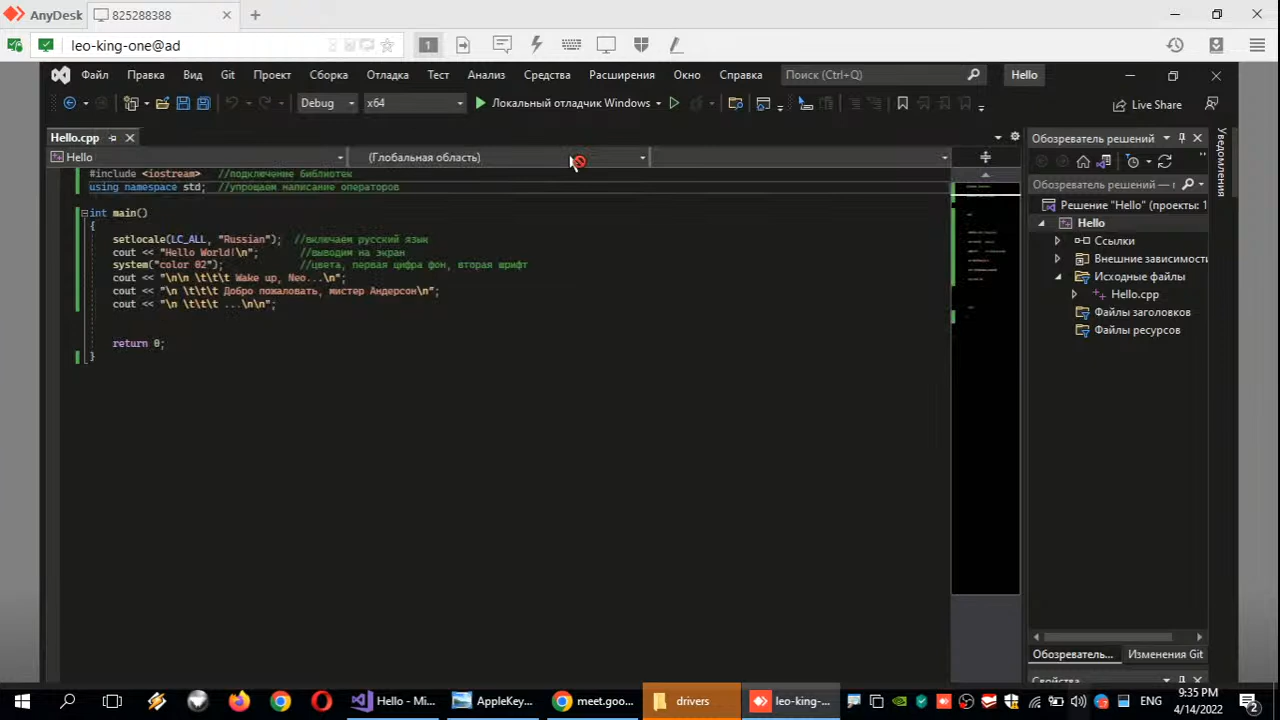 AnyDesk
825288388
leo-king-one@ad
1
Файл Правка Вид Git Проект Сборка Отладка Тест Анализ Средства Расширения Окно Справка
Поиск (Ctrl+Q)
Hello
Debug
x64
Локальный отладчик Windows
Live Share
Hello.cpp
Hello
(Глобальная область)
#include <iostream> //подключение библиотек
using namespace std; //упрощаем написание операторов
int main()
{
setlocale(LC_ALL, "Russian"); //включаем русский язык
cout << "Hello World!\n"; //выводим на экран
system("color 02"); //цвета, первая цифра фон, вторая шрифт
cout << "\n\n \t\t\t Wake up, Neo...\n";
cout << "\n \t\t\t Добро пожаловать, мистер Андерсон\n";
cout << "\n \t\t\t ...\n\n";
return 0;
}
Обозреватель решений
Обозреватель решений —
Решение "Hello" (проекты: 1
Hello
Ссылки
Внешние зависимости
Исходные файлы
Hello.cpp
Файлы заголовков
Файлы ресурсов
Обозреватель...
Изменения Git
Свойства
Уведомления
Hello - Mi...
AppleKey...
meet.goo...
drivers
leo-king-...
ENG
9:35 PM
4/14/2022
2